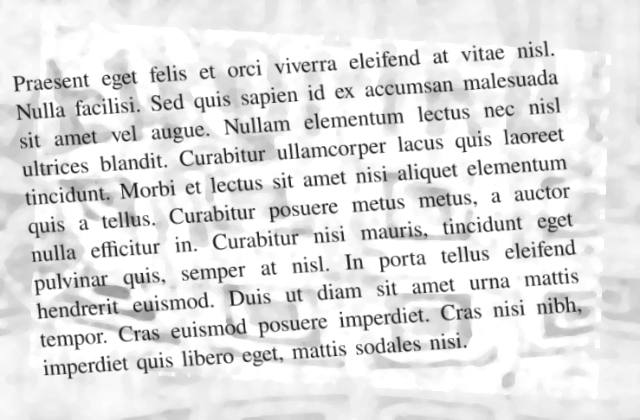 Praesent eget felis et orci viverra eleifend at vitae nisl.
Nulla facilisi. Sed quis sapien id ex accumsan malesuada
sit amet vel augue. Nullam elementum lectus nec nisl
ultrices blandit. Curabitur ullamcorper lacus quis laoreet
tincidunt. Morbi et lectus sit amet nisi aliquet elementum
quis a tellus. Curabitur posuere metus metus, a auctor
nulla efficitur in. Curabitur nisi mauris, tincidunt eget
pulvinar quis, semper at nisl. In porta tellus eleifend
hendrerit euismod. Duis ut diam sit amet urna mattis
tempor. Cras euismod posuere imperdiet. Cras nisi nibh,
imperdiet quis libero eget, mattis sodales nisi.